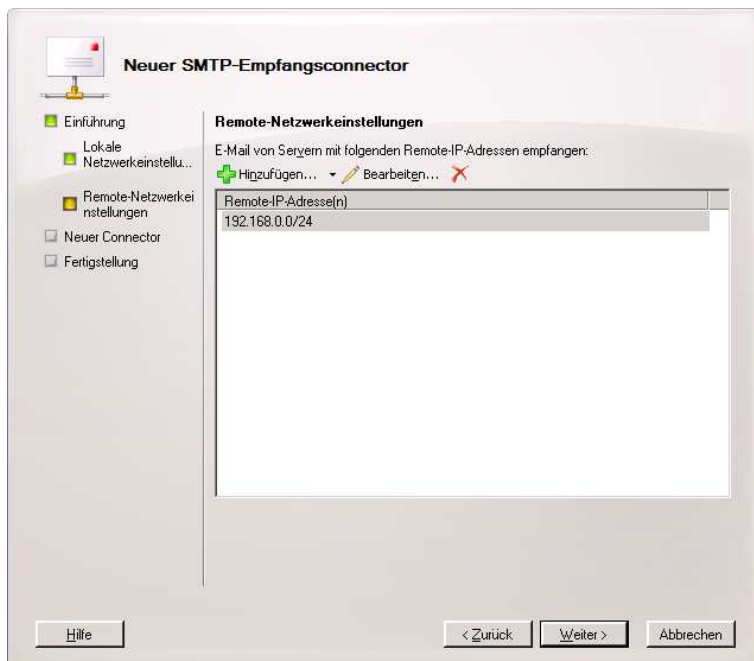 Neuer SMTP-Empfangsconnector
Einführung
Lokale
Netzwerkeinstellu...
Remote-Netzwerkei
nstellungen
Neuer Connector
Fertigstellung
Remote-Netzwerkeinstellungen
E-Mail von Servern mit folgenden Remote-IP-Adressen empfangen:
Hinzufügen... Bearbeiten...
Remote-IP-Adresse(n)
192.168.0.0/24
Hilfe
< Zurück
Weiter >
Abbrechen